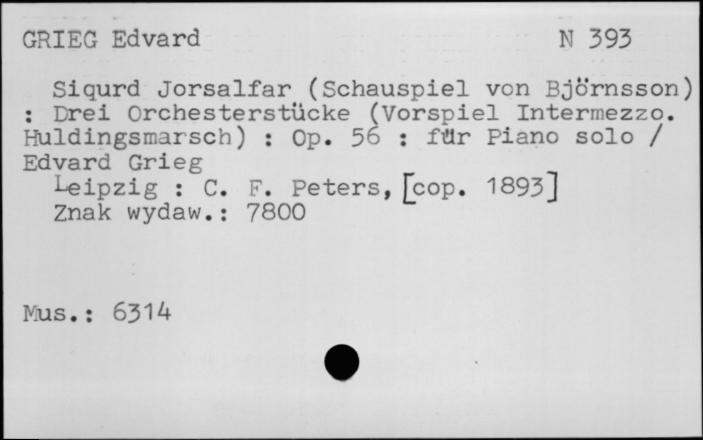 GRIEG Edvard N 393
Siqurd Jorsalfar (Schauspiel von Björnsson)
: Drei Orchesterstücke (Vorspiel Intermezzo.
Huldingsmarsch) : Op. 56 : für Piano solo /
Edvard Grieg
Leipzig : C. F. Peters, [cop. 1893]
Znak wydaw.: 7800
Mus.: 6314